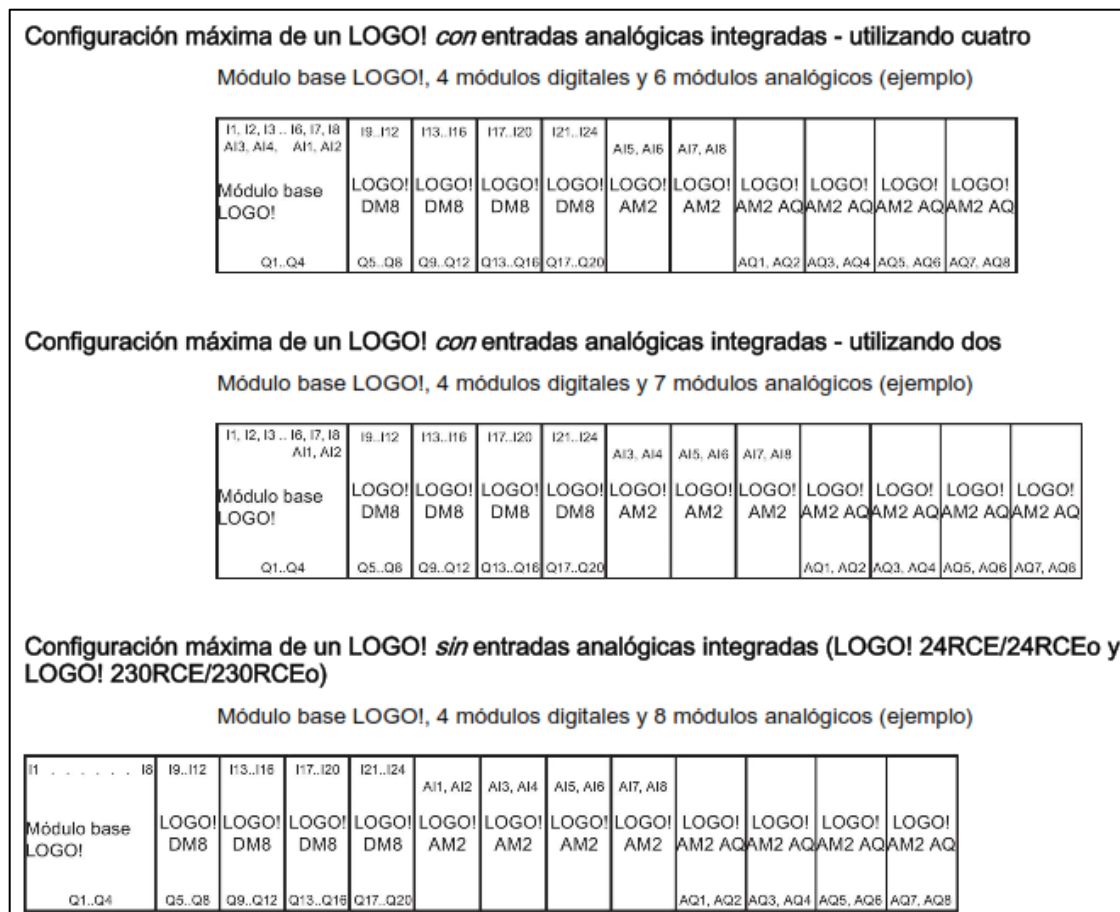 Configuración máxima de un LOGO! con entradas analógicas integradas - utilizando cuatro
Módulo base LOGO!, 4 módulos digitales y 6 módulos analógicos (ejemplo)
I1, I2, I3 .. I6, I7, I8 I9..I12 I13..I16 I17..I20 I21..I24
AI3, AI4, AI1, AI2 AI5, AI6 AI7, AI8
Módulo base LOGO! LOGO! LOGO! LOGO! LOGO! LOGO! LOGO! LOGO! LOGO! LOGO!
LOGO! DM8 DM8 DM8 DM8 AM2 AM2 AM2 AQ AM2 AQ AM2 AQ AM2 AQ
Q1..Q4 Q5..Q8 Q9..Q12 Q13..Q16 Q17..Q20 AQ1, AQ2 AQ3, AQ4 AQ5, AQ6 AQ7, AQ8
Configuración máxima de un LOGO! con entradas analógicas integradas - utilizando dos
Módulo base LOGO!, 4 módulos digitales y 7 módulos analógicos (ejemplo)
I1, I2, I3 .. I6, I7, I8 I9..I12 I13..I16 I17..I20 I21..I24
AI1, AI2 AI3, AI4 AI5, AI6 AI7, AI8
Módulo base LOGO! LOGO! LOGO! LOGO! LOGO! LOGO! LOGO! LOGO! LOGO! LOGO! LOGO!
LOGO! DM8 DM8 DM8 DM8 AM2 AM2 AM2 AM2 AQ AM2 AQ AM2 AQ AM2 AQ
Q1..Q4 Q5..Q8 Q9..Q12 Q13..Q16 Q17..Q20 AQ1, AQ2 AQ3, AQ4 AQ5, AQ6 AQ7, AQ8
Configuración máxima de un LOGO! sin entradas analógicas integradas (LOGO! 24RCE/24RCEo y
LOGO! 230RCE/230RCEo)
Módulo base LOGO!, 4 módulos digitales y 8 módulos analógicos (ejemplo)
I1 . . . . . . I8 I9..I12 I13..I16 I17..I20 I21..I24
AI1, AI2 AI3, AI4 AI5, AI6 AI7, AI8
Módulo base LOGO! LOGO! LOGO! LOGO! LOGO! LOGO! LOGO! LOGO! LOGO! LOGO! LOGO! LOGO!
LOGO! DM8 DM8 DM8 DM8 AM2 AM2 AM2 AM2 AM2 AQ AM2 AQ AM2 AQ AM2 AQ
Q1..Q4 Q5..Q8 Q9..Q12 Q13..Q16 Q17..Q20 AQ1, AQ2 AQ3, AQ4 AQ5, AQ6 AQ7, AQ8